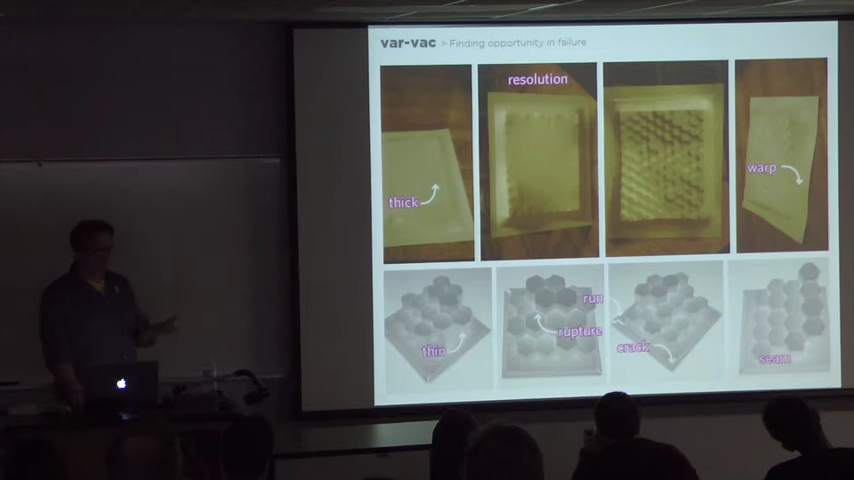 var-vac > Finding opportunity in failure
resolution
thick
warp
run
thin
rupture
crack
seam